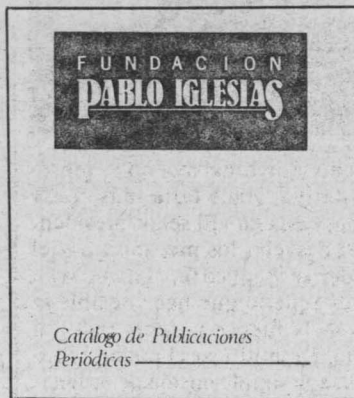 FUNDACION
PABLO IGLESIAS
Catálogo de Publicaciones
Periódicas